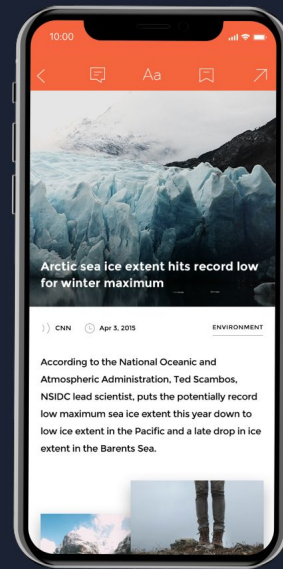 10:00
Aa
Arctic sea ice extent hits record low
for winter maximum
CNN
Apr 3, 2015
ENVIRONMENT
According to the National Oceanic and
Atmospheric Administration, Ted Scambos,
NSIDC lead scientist, puts the potentially record
low maximum sea ice extent this year down to
low ice extent in the Pacific and a late drop in ice
extent in the Barents Sea.